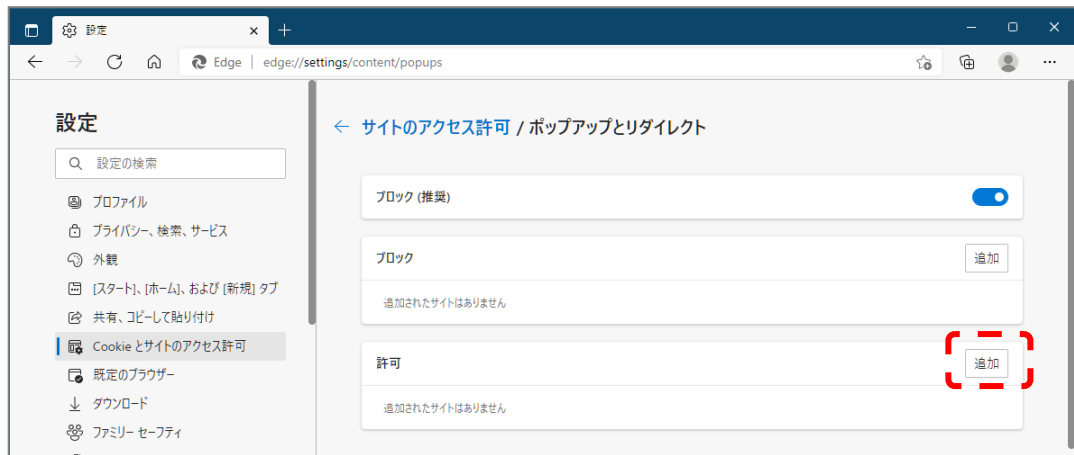 設定
Edge | edge://settings/content/popups
設定
設定の検索
プロファイル
プライバシー、検索、サービス
外観
[スタート]、[ホーム]、および [新規] タブ
共有、コピーして貼り付け
Cookie とサイトのアクセス許可
既定のブラウザー
ダウンロード
ファミリー セーフティ
サイトのアクセス許可 / ポップアップとリダイレクト
ブロック (推奨)
ブロック
追加
追加されたサイトはありません
許可
追加
追加されたサイトはありません